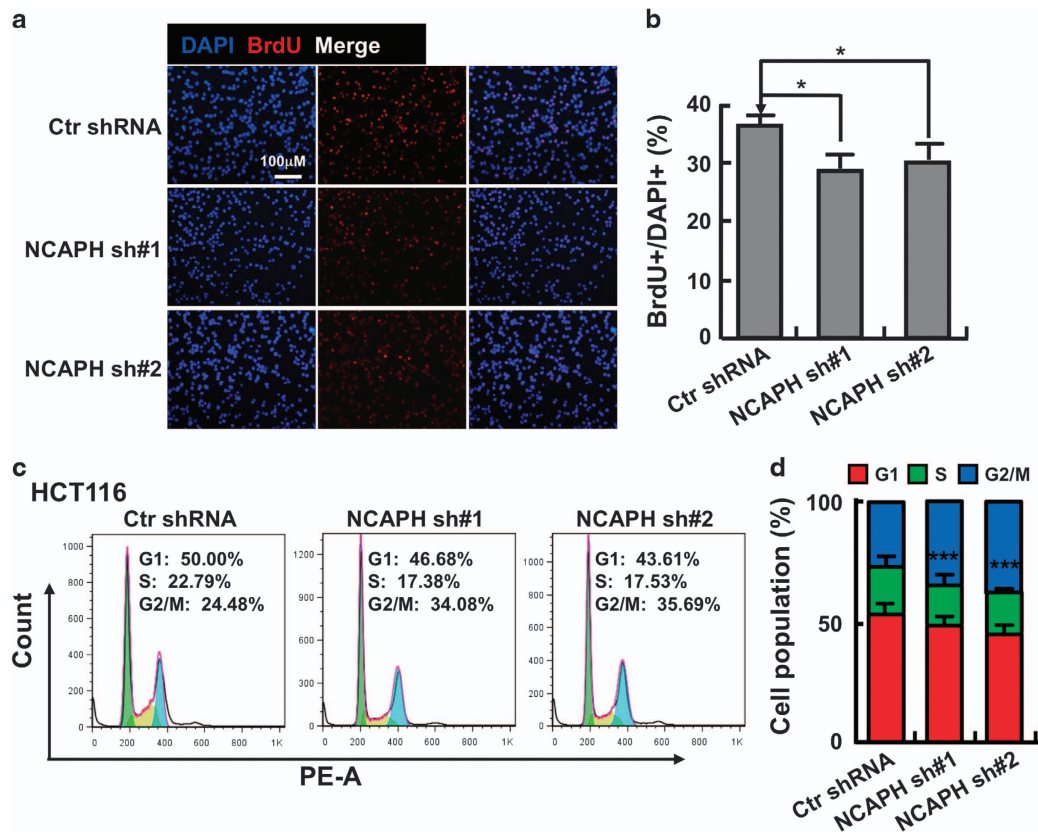 a
DAPI BrdU Merge
Ctr shRNA
100μM
NCAPH sh#1
NCAPH sh#2
b
*
*
BrdU+/DAPI+ (%)
40
30
20
10
0
Ctr shRNA
NCAPH sh#1
NCAPH sh#2
c
HCT116
Ctr shRNA
G1: 50.00%
S: 22.79%
G2/M: 24.48%
1000
800
600
400
200
0
0 200 400 600 800 1K
NCAPH sh#1
G1: 46.68%
S: 17.38%
G2/M: 34.08%
1200
900
600
300
0
0 200 400 600 800 1K
NCAPH sh#2
G1: 43.61%
S: 17.53%
G2/M: 35.69%
1000
800
600
400
200
0
0 200 400 600 800 1K
Count
PE-A
d
G1 S G2/M
Cell population (%)
100
50
0
***
***
Ctr shRNA
NCAPH sh#1
NCAPH sh#2